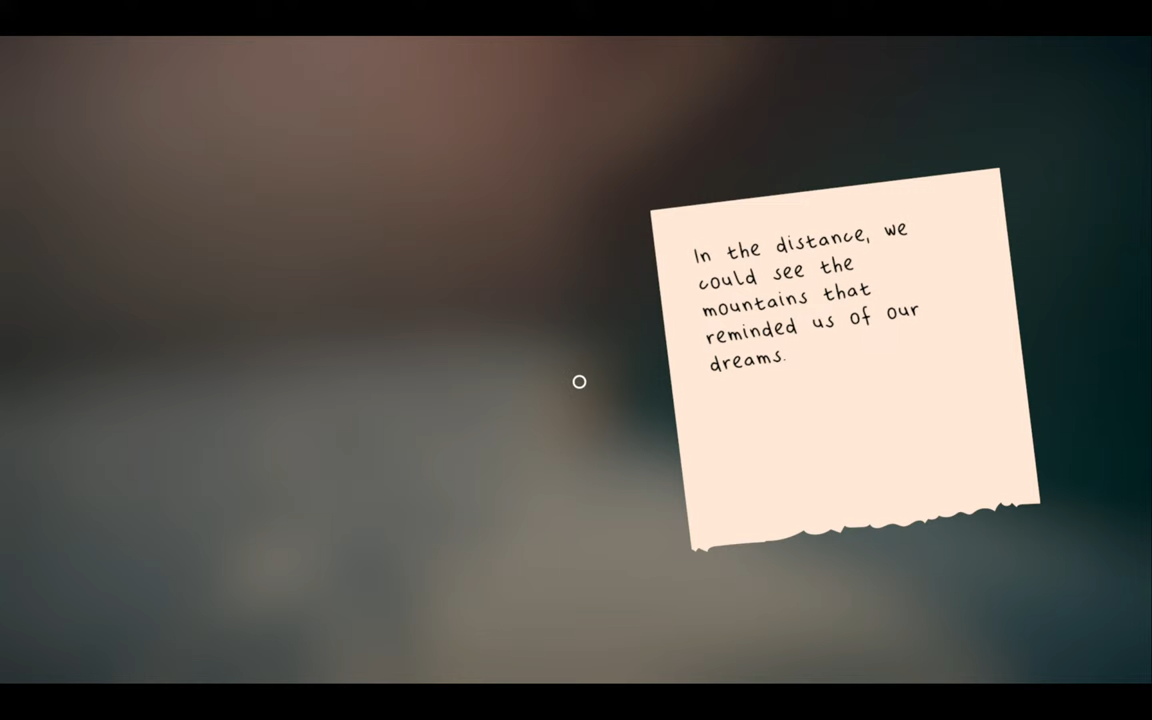 In the distance, we
could see the
mountains that
reminded us of our
dreams.